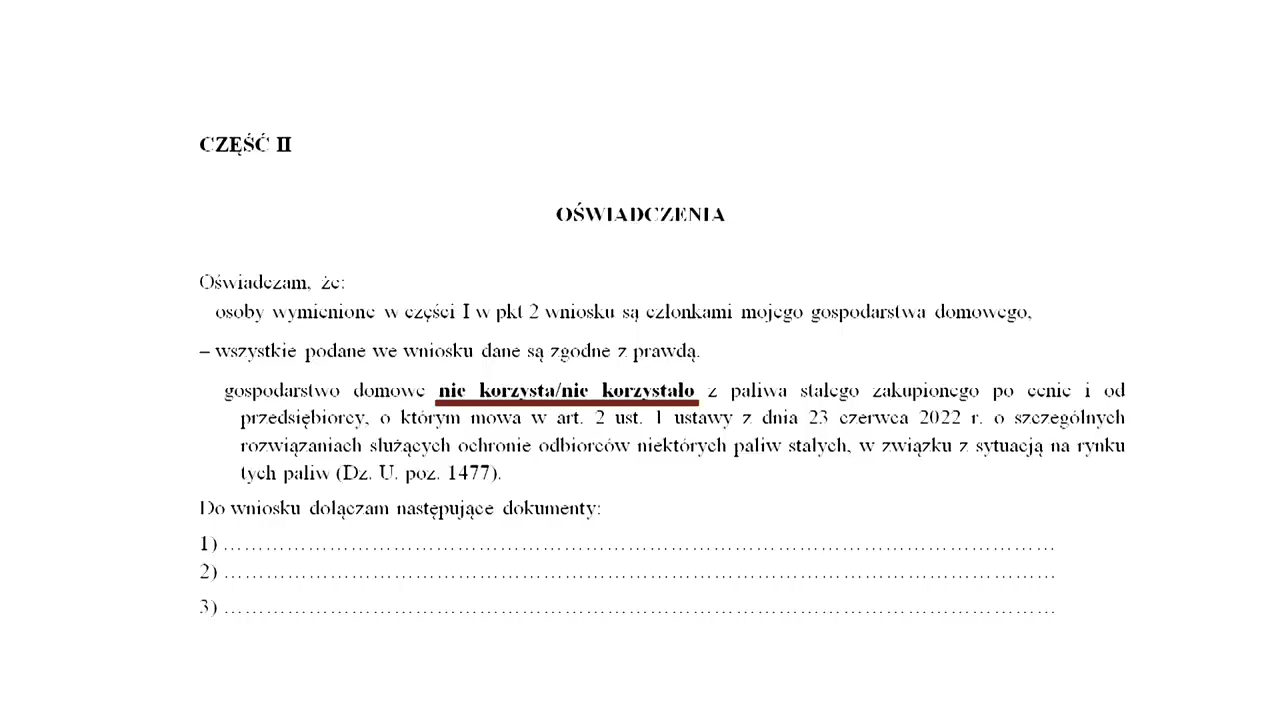 CZĘŚĆ II
OŚWIADCZENIA
Oświadczam, że:
osoby wymienione w części I w pkt 2 wniosku są członkami mojego gospodarstwa domowego,
– wszystkie podane we wniosku dane są zgodne z prawdą.
gospodarstwo domowe nie korzysta/nie korzystało z paliwa stałego zakupionego po cenie i od
przedsiębiorcy, o którym mowa w art. 2 ust. 1 ustawy z dnia 23 czerwca 2022 r. o szczególnych
rozwiązaniach służących ochronie odbiorców niektórych paliw stałych, w związku z sytuacją na rynku
tych paliw (Dz. U. poz. 1477).
Do wniosku dołączam następujące dokumenty:
1) ……………………………………………………………………………………………………
2) ……………………………………………………………………………………………………
3) ……………………………………………………………………………………………………